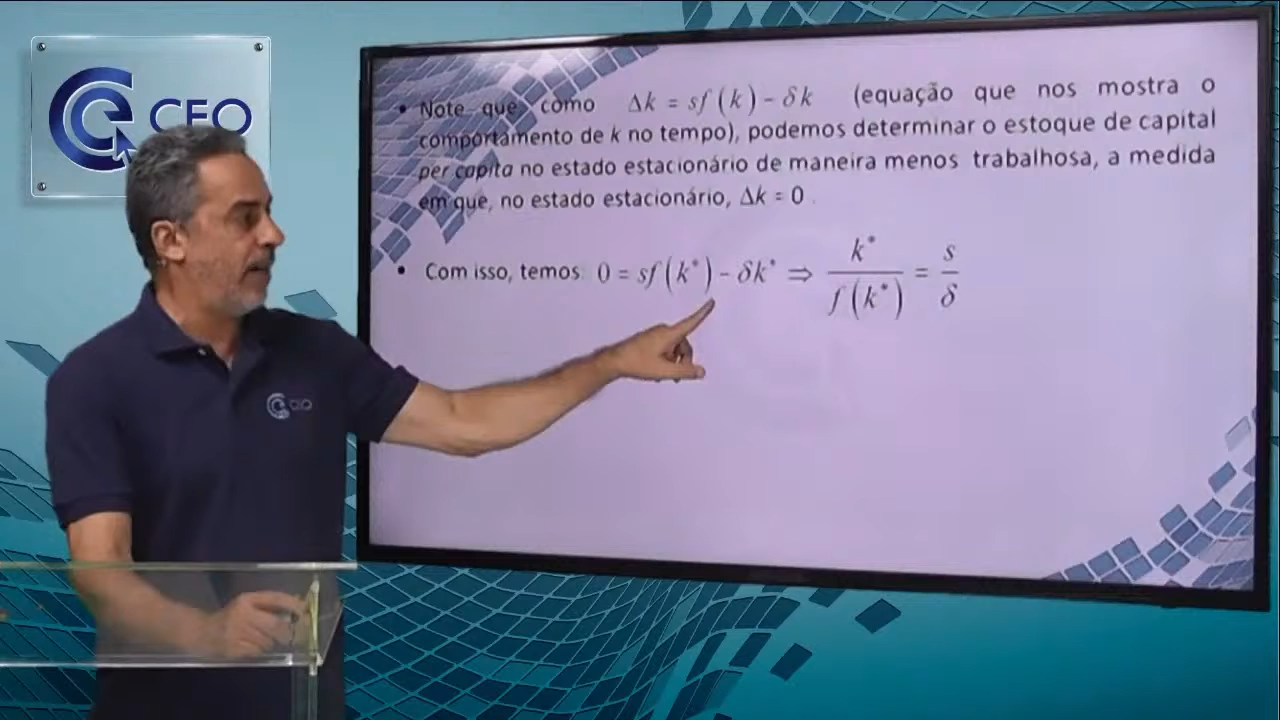 CEO
• Note que como Δk = sf(k) − δk (equação que nos mostra o
comportamento de k no tempo), podemos determinar o estoque de capital
per capita no estado estacionário de maneira menos trabalhosa, a medida
em que, no estado estacionário, Δk = 0 .
• Com isso, temos: 0 = sf(k*) − δk* ⇒ k*/f(k*) = s/δ
CEO